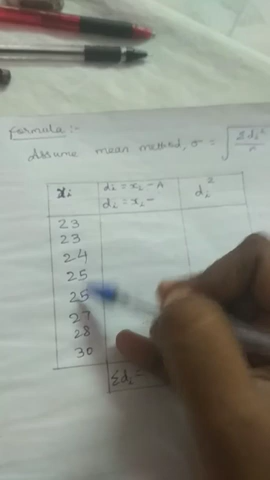 Formula :-
Assume mean method, σ = √ Σdi² / n
xi di = xi - A di²
di = xi -
23
23
24
25
25
27
28
30
Σdi =